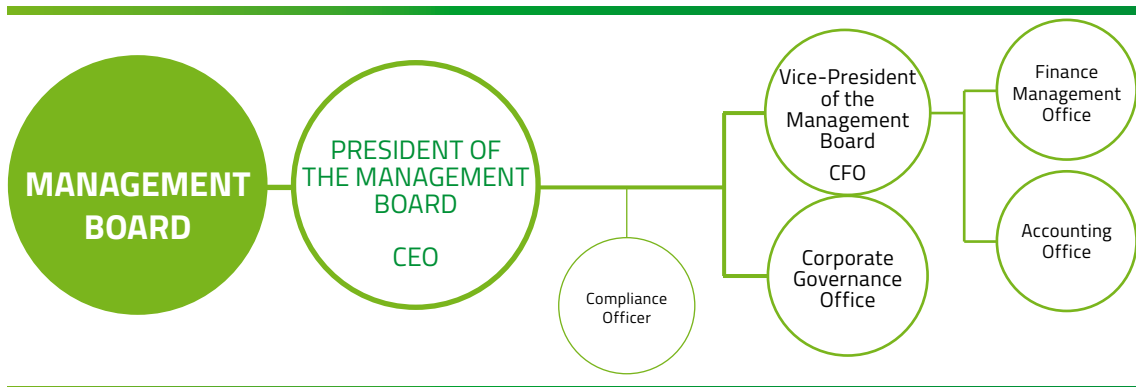 MANAGEMENT
BOARD
PRESIDENT OF
THE MANAGEMENT
BOARD
CEO
Compliance
Officer
Vice-President
of the
Management
Board
CFO
Corporate
Governance
Office
Finance
Management
Office
Accounting
Office